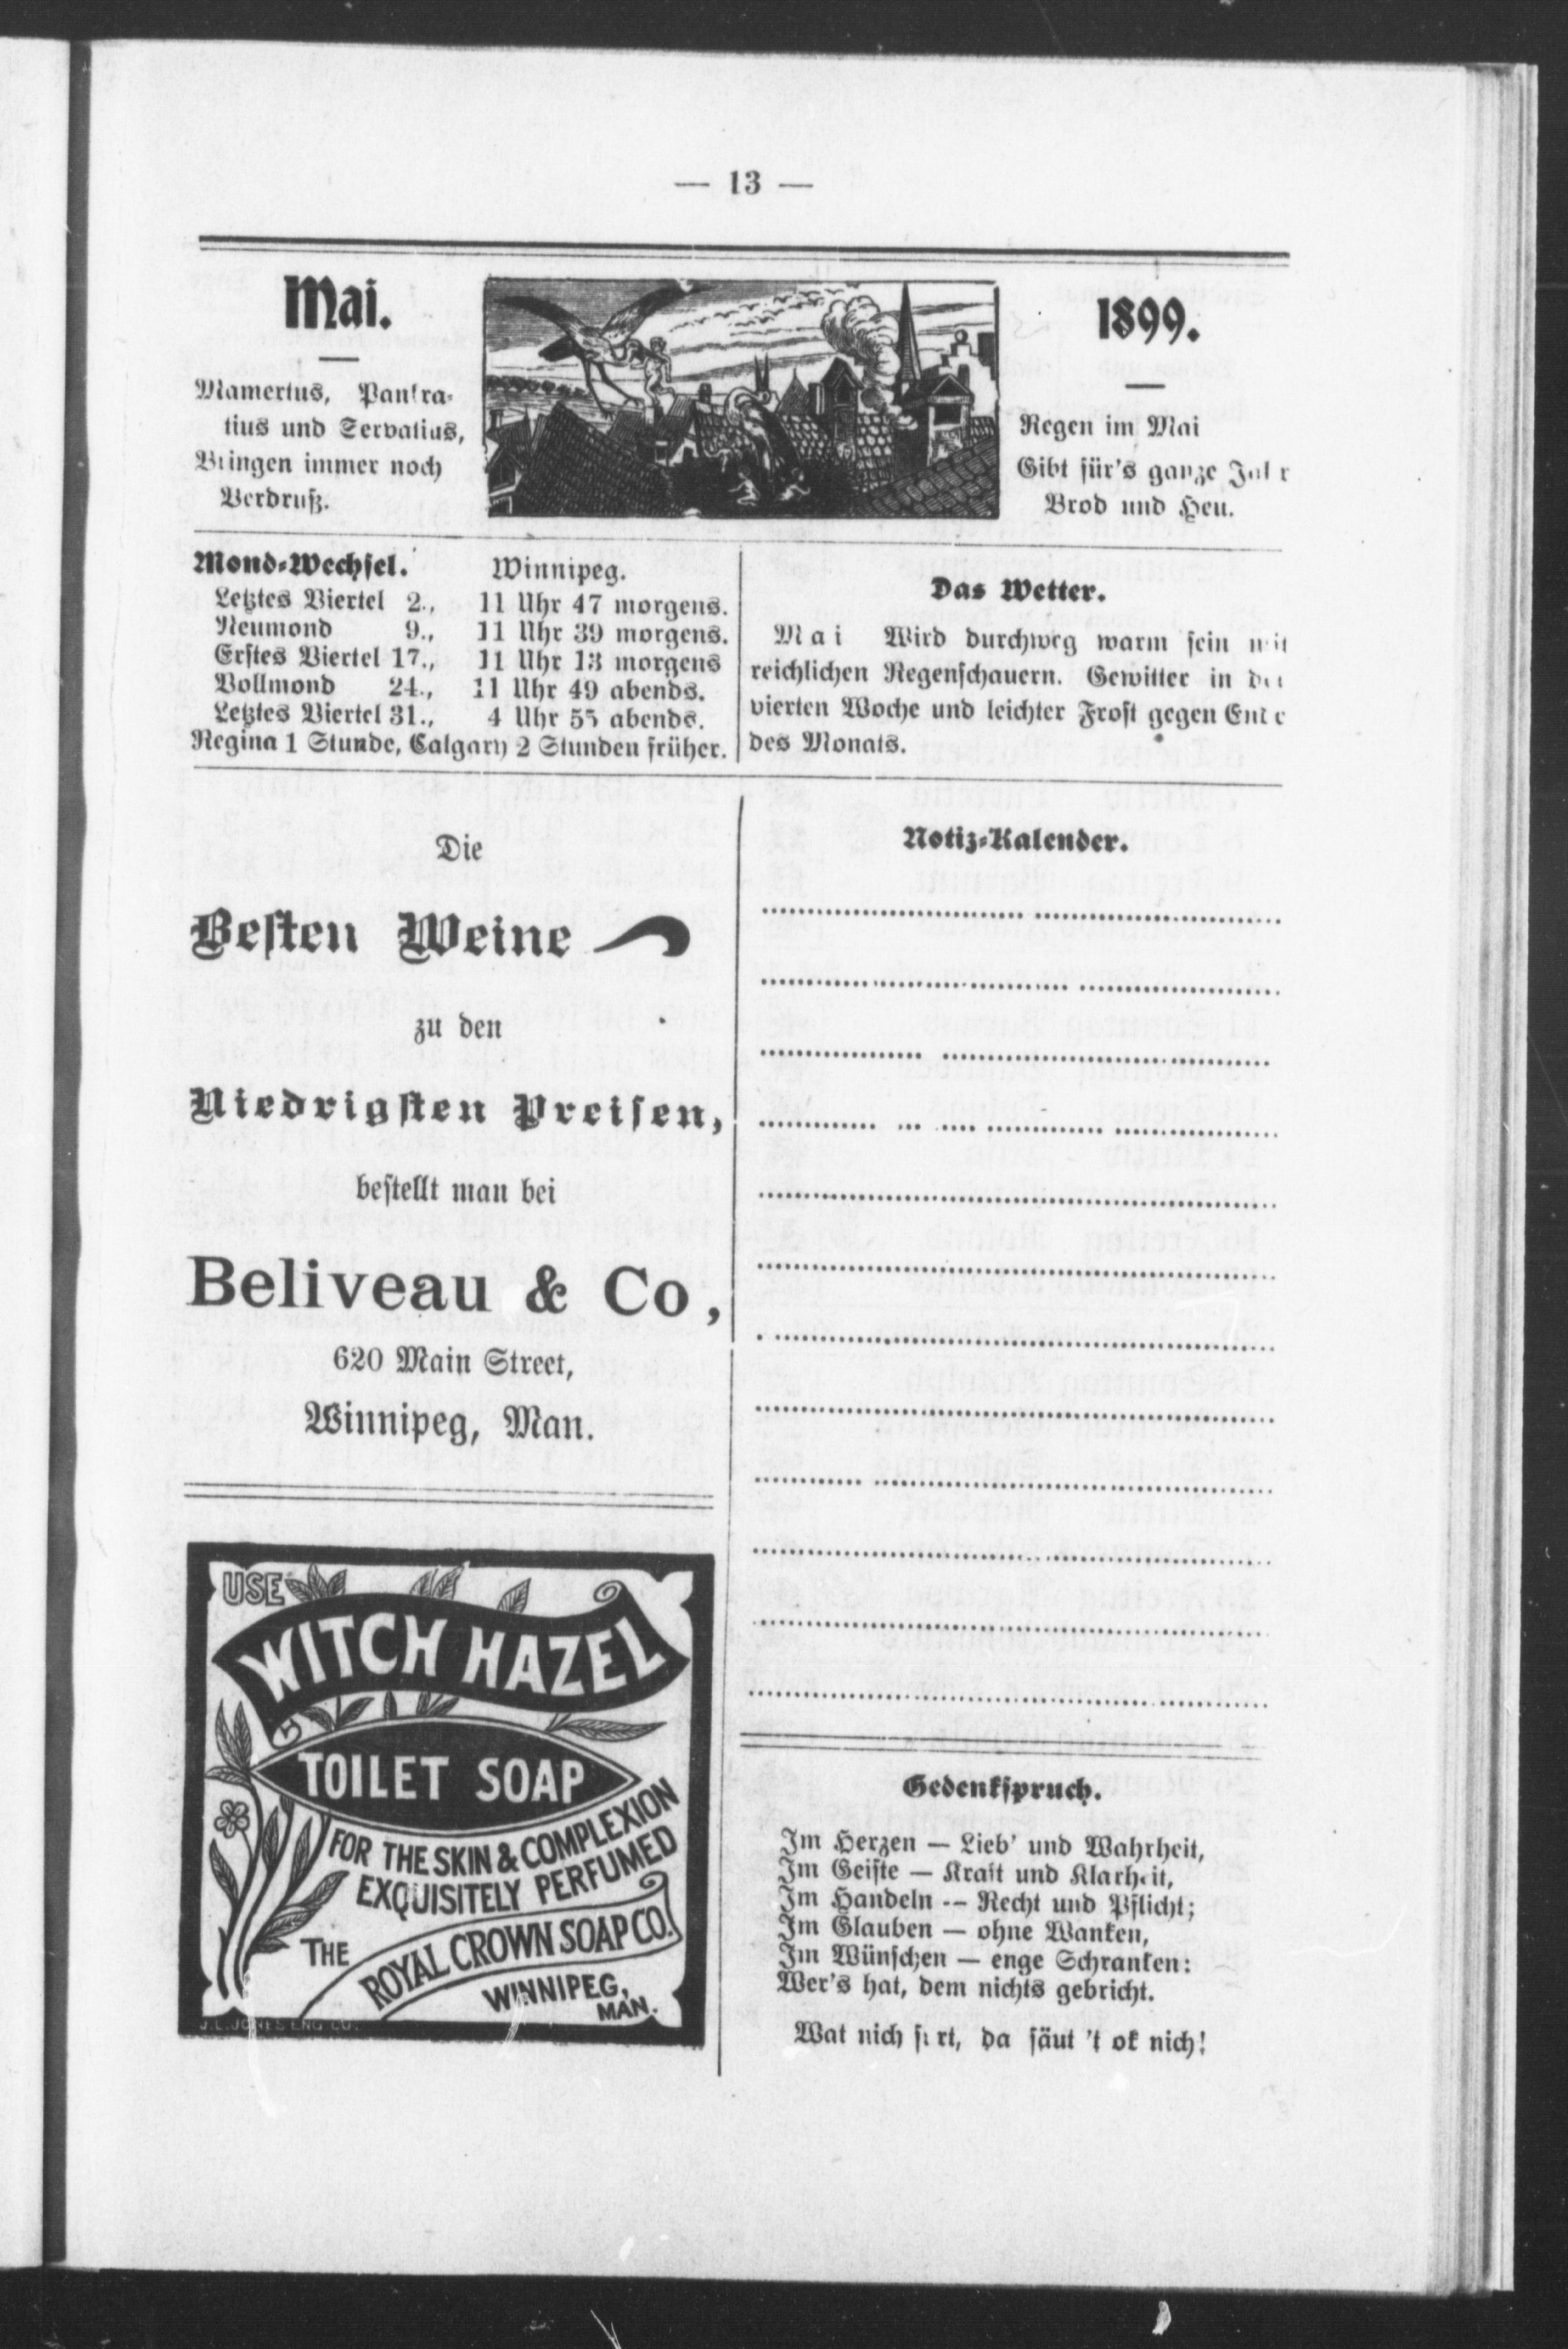 — 13 —
Mai.
Mamertus, Pankra-
tius und Servatius,
Bringen immer noch
Verdruß.
1899.
Regen im Mai
Gibt für's ganze Jahr
Brod und Heu.
Mond-Wechsel. Winnipeg.
Letztes Viertel 2., 11 Uhr 47 morgens.
Neumond 9., 11 Uhr 39 morgens.
Erstes Viertel 17., 11 Uhr 13 morgens
Vollmond 24., 11 Uhr 49 abends.
Letztes Viertel 31., 4 Uhr 55 abends.
Regina 1 Stunde, Calgary 2 Stunden früher.
Das Wetter.
Mai Wird durchweg warm sein mit
reichlichen Regenschauern. Gewitter in der
vierten Woche und leichter Frost gegen Ende
des Monats.
Die
Besten Weine
zu den
Niedrigsten Preisen,
bestellt man bei
Beliveau & Co,
620 Main Street,
Winnipeg, Man.
USE
WITCH HAZEL
TOILET SOAP
FOR THE SKIN & COMPLEXION
EXQUISITELY PERFUMED
THE
ROYAL CROWN SOAP CO.
WINNIPEG,
MAN.
J.L.JONES ENG CO.
Notiz-Kalender.
Gedenkspruch.
Im Herzen — Lieb' und Wahrheit,
Im Geiste — Kraft und Klarheit,
Im Handeln -- Recht und Pflicht;
Im Glauben — ohne Wanken,
Im Wünschen — enge Schranken:
Wer's hat, dem nichts gebricht.
Wat nich da säut 't ok nich!